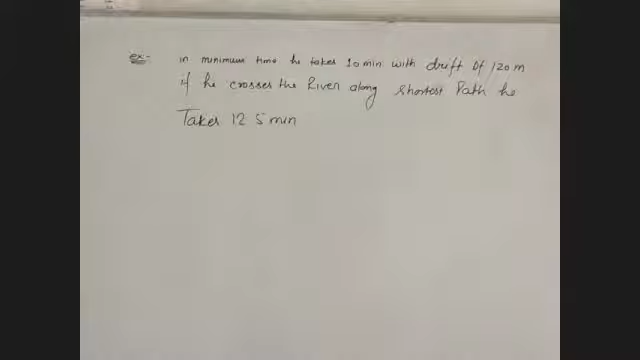 ex:- in minimum time he takes 10 min with drift of 120 m
if he crosses the River along shortest Path he
Takes 12 5 min